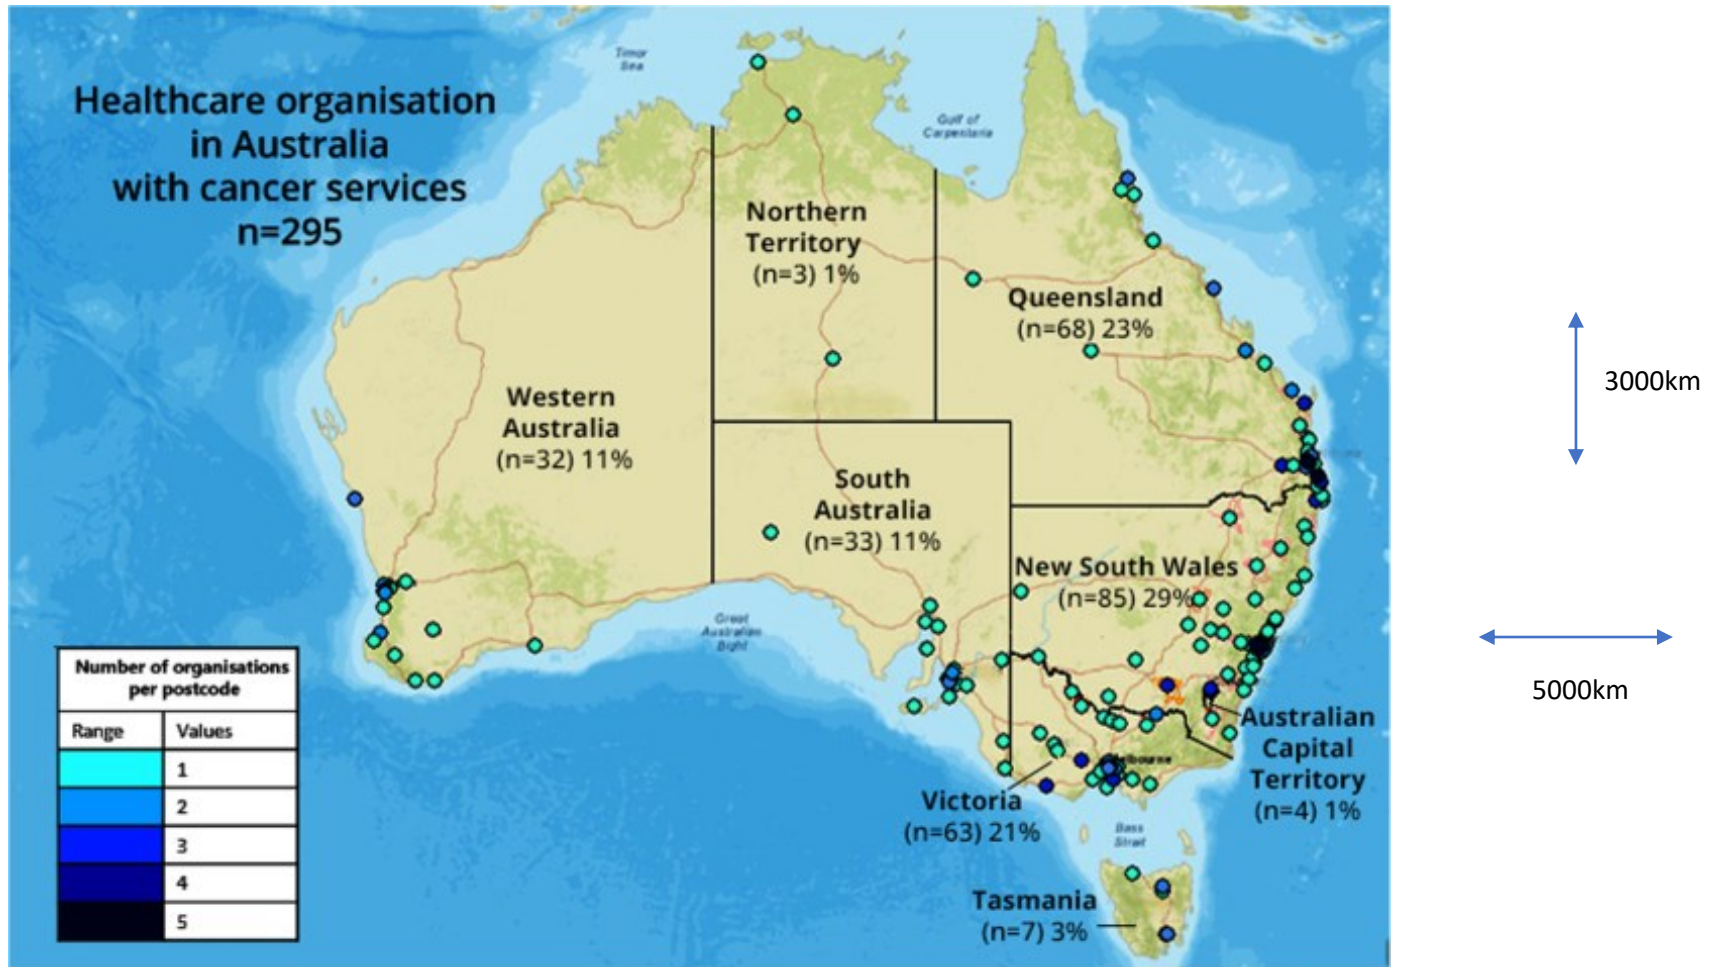 Healthcare organisation
in Australia
with cancer services
n=295
Timor
Sea
Gulf of
Carpentaria
Northern
Territory
(n=3) 1%
Queensland
(n=68) 23%
Western
Australia
(n=32) 11%
South
Australia
(n=33) 11%
New South Wales
(n=85) 29%
Great
Australian
Bight
Australian
Capital
Territory
(n=4) 1%
Victoria
(n=63) 21%
Bass
Strait
Tasmania
(n=7) 3%
Number of organisations
per postcode
Range Values
1
2
3
4
5
3000km
5000km